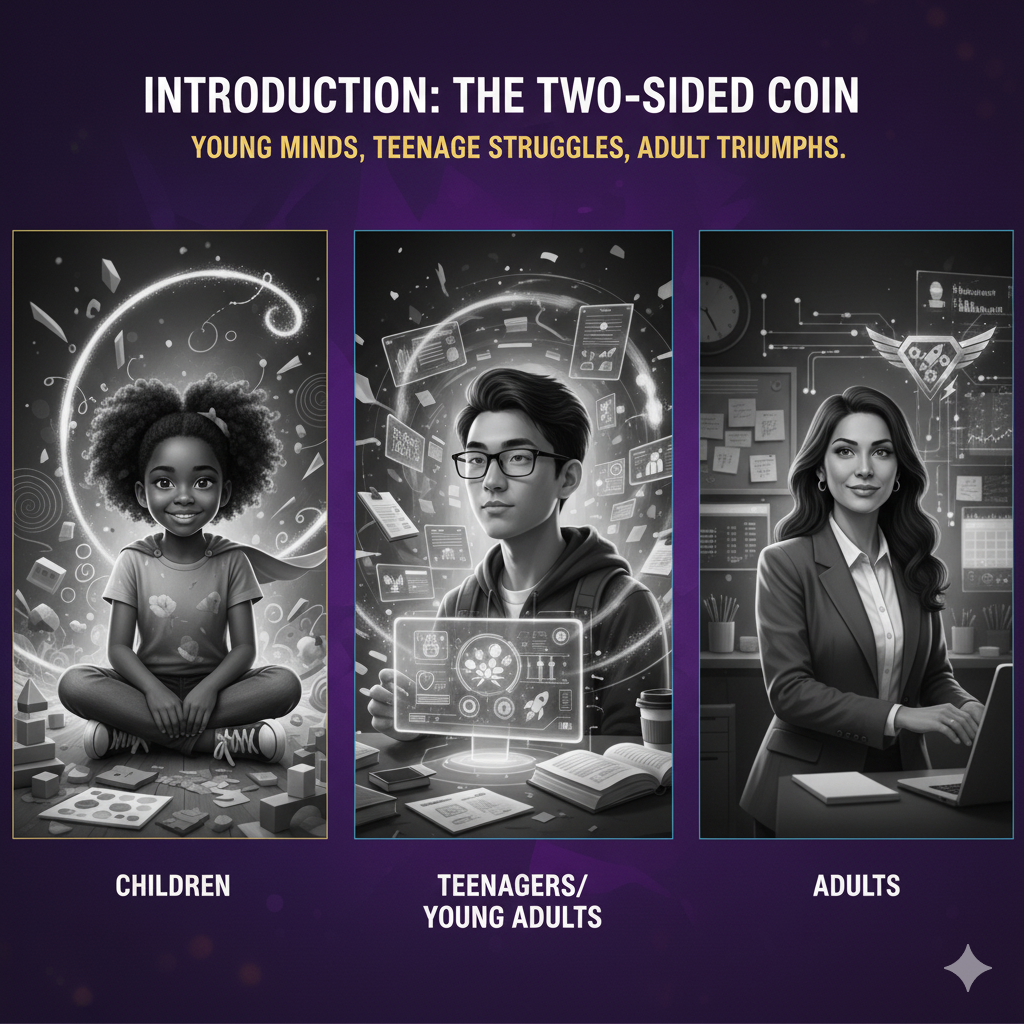 INTRODUCTION: THE TWO-SIDED COIN
YOUNG MINDS, TEENAGE STRUGGLES, ADULT TRIUMPHS.
CHILDREN
TEENAGERS/
YOUNG ADULTS
ADULTS